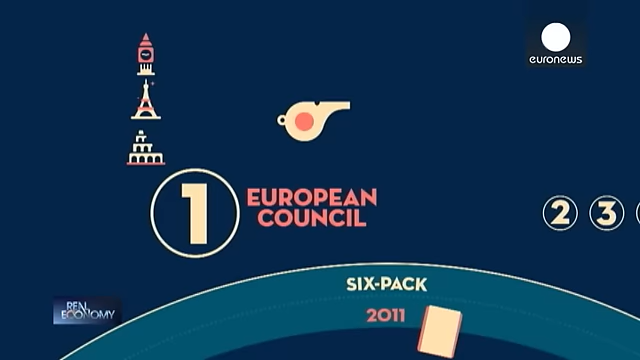 euronews
1
EUROPEAN
COUNCIL
2 3
SIX-PACK
2011
REAL
ECONOMY